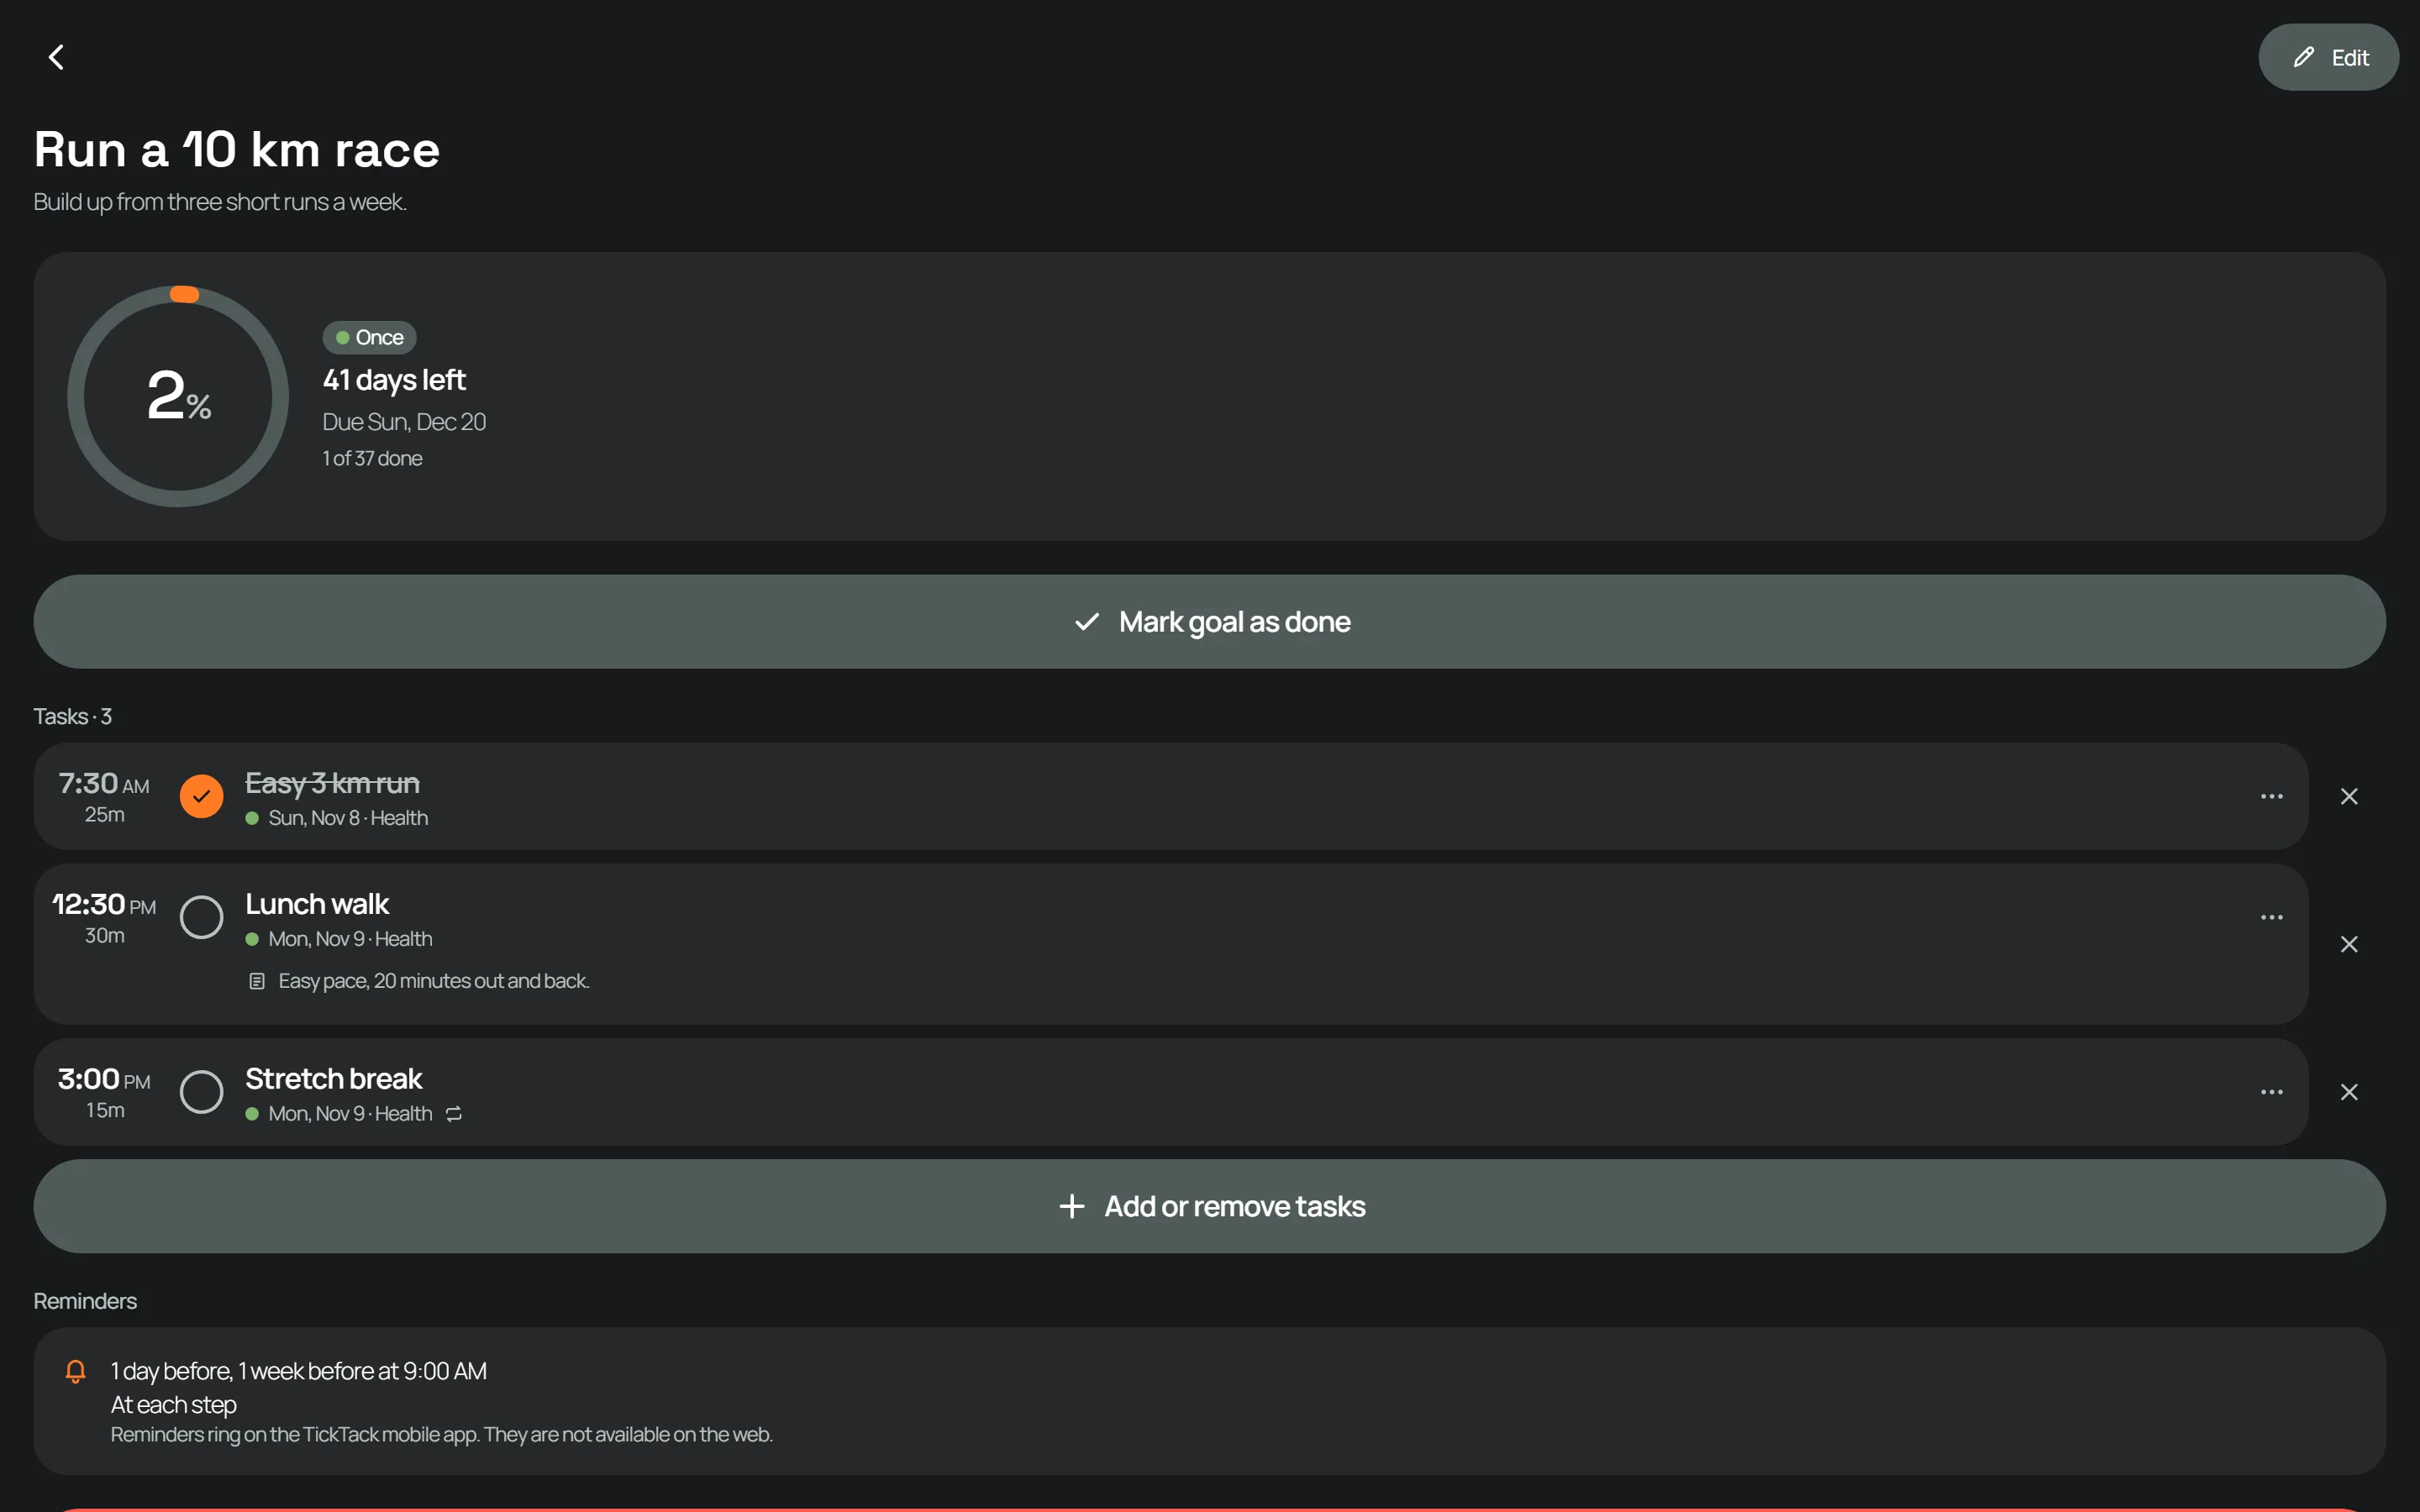 Edit
Run a 10 km race
Build up from three short runs a week.
2%
Once
41 days left
Due Sun, Dec 20
1 of 37 done
Mark goal as done
Tasks · 3
7:30 AM
25m
Easy 3 km run
Sun, Nov 8 · Health
12:30 PM
30m
Lunch walk
Mon, Nov 9 · Health
Easy pace, 20 minutes out and back.
3:00 PM
15m
Stretch break
Mon, Nov 9 · Health
Add or remove tasks
Reminders
1 day before, 1 week before at 9:00 AM
At each step
Reminders ring on the TickTack mobile app. They are not available on the web.